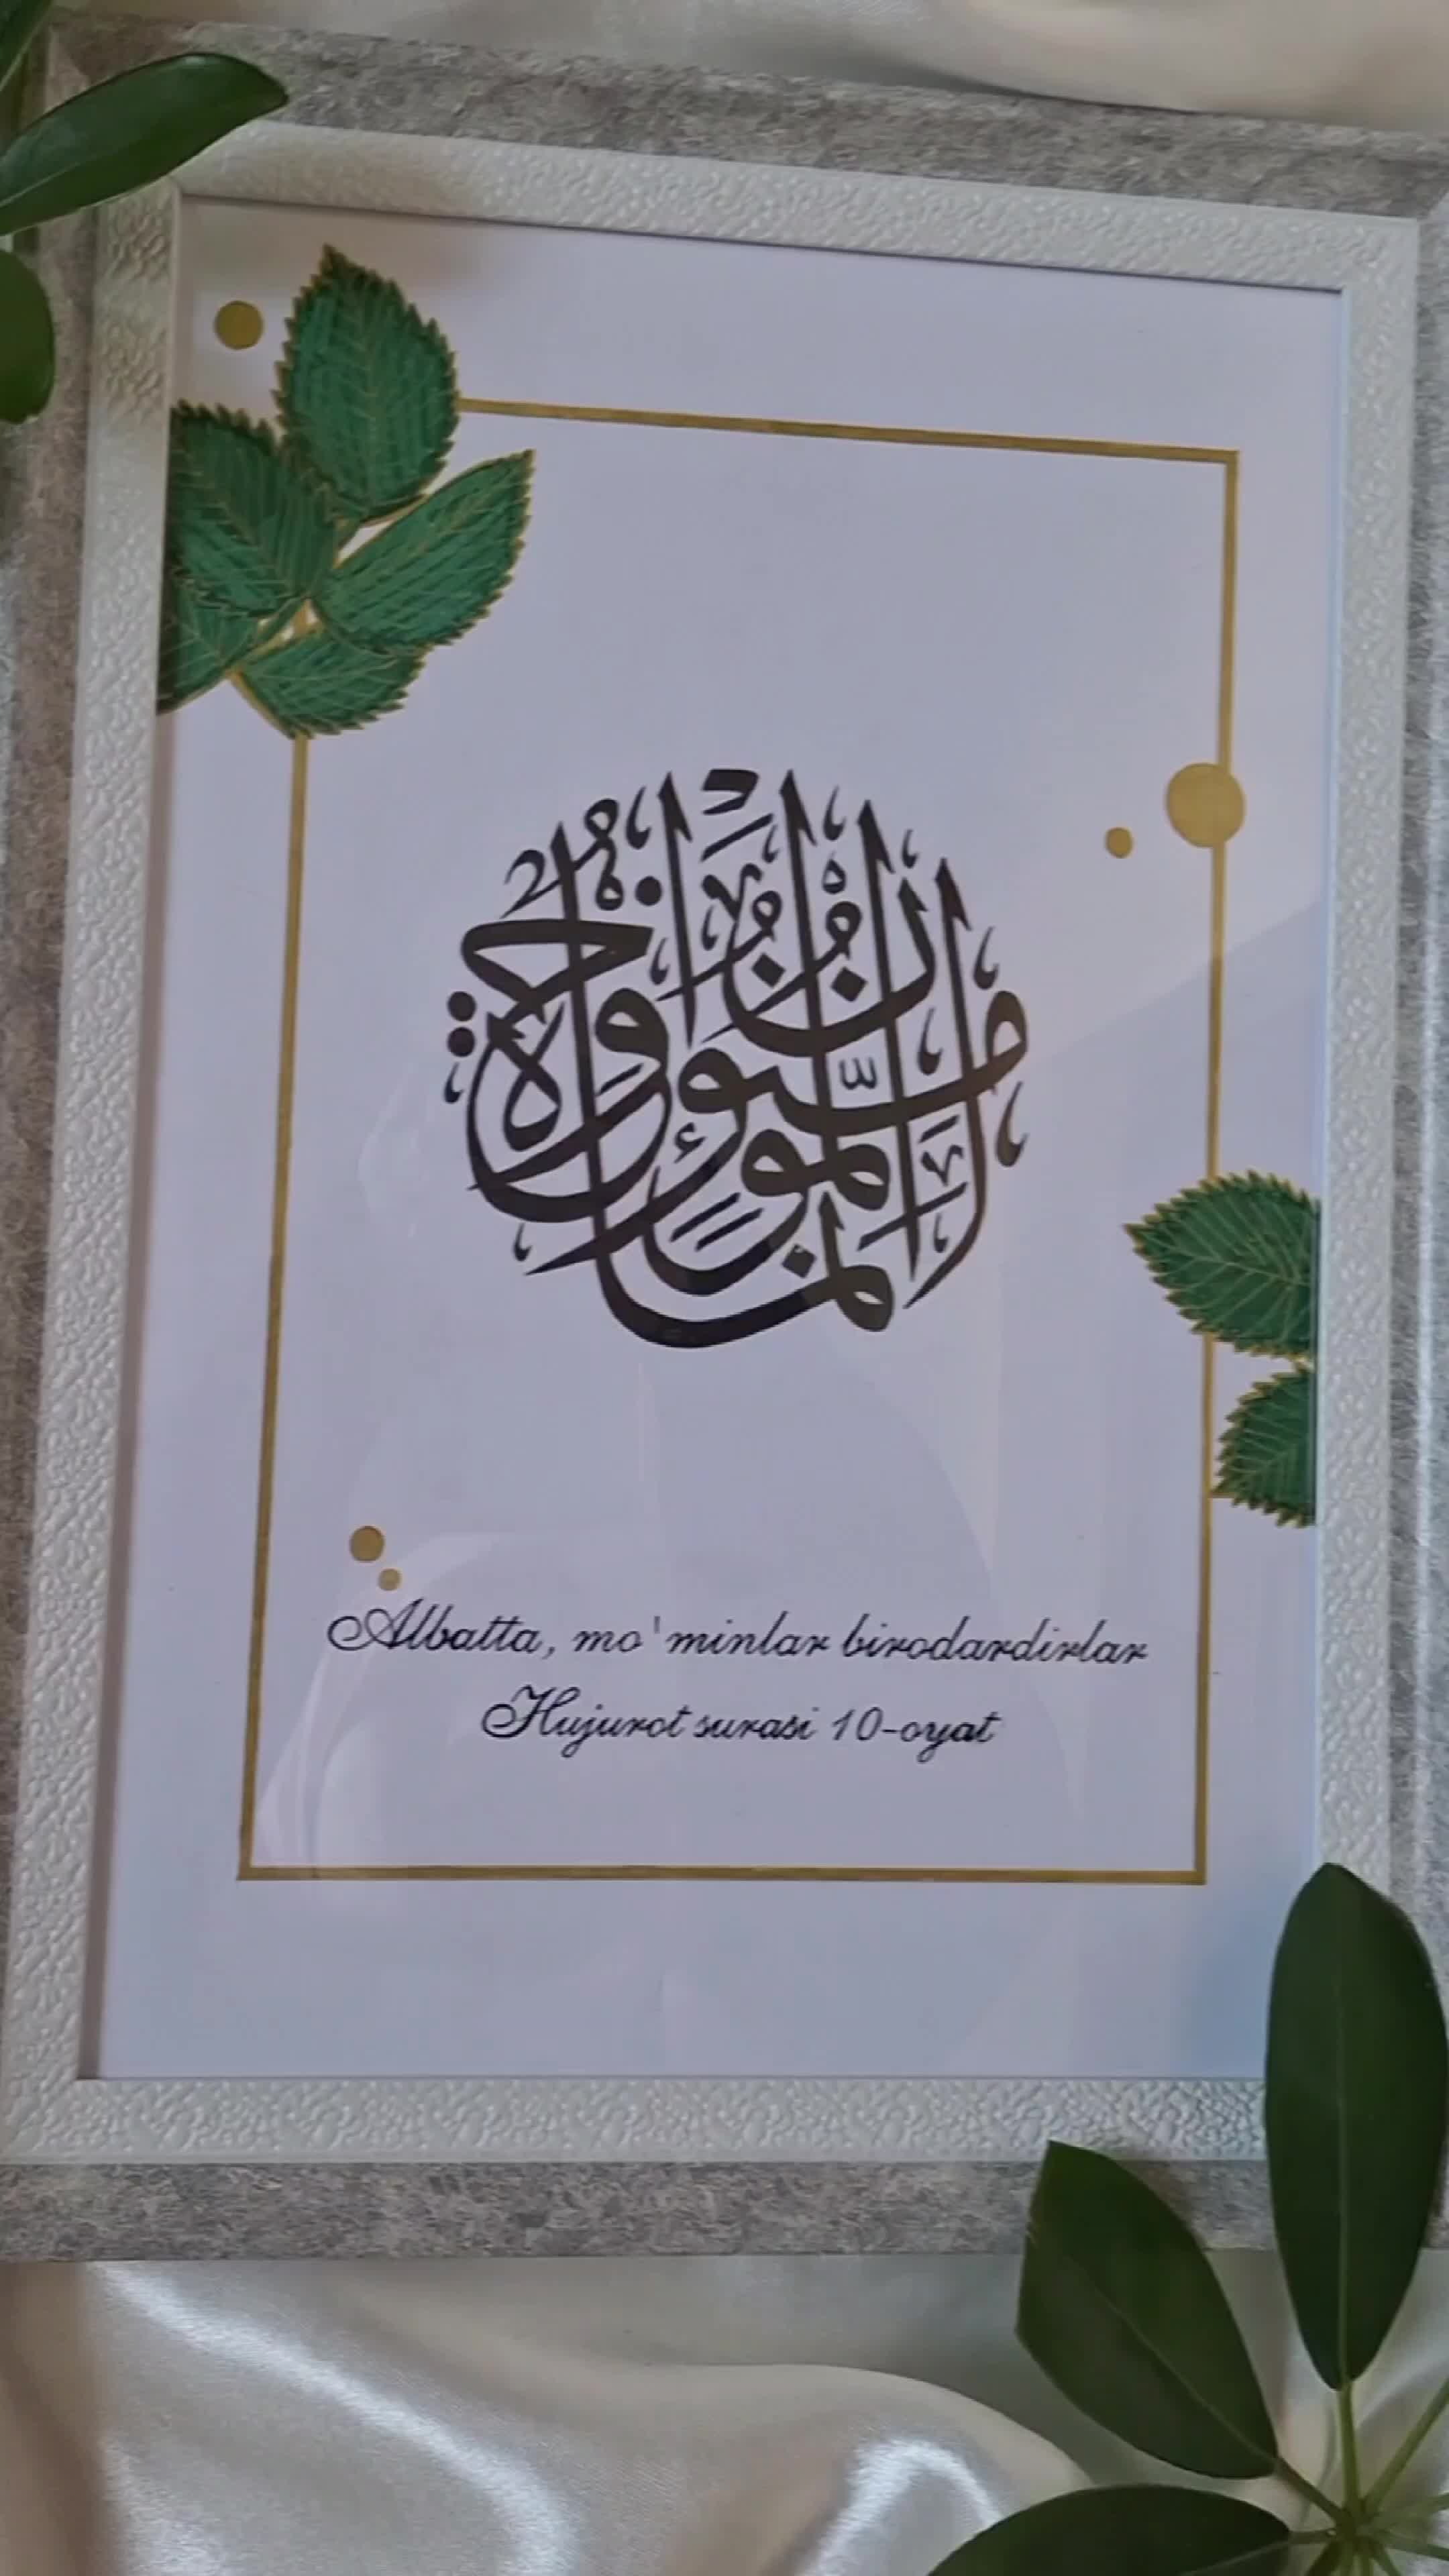 إنما المؤمنون إخوة
Albatta, mo'minlar birodardirlar
Hujurot surasi 10-oyat